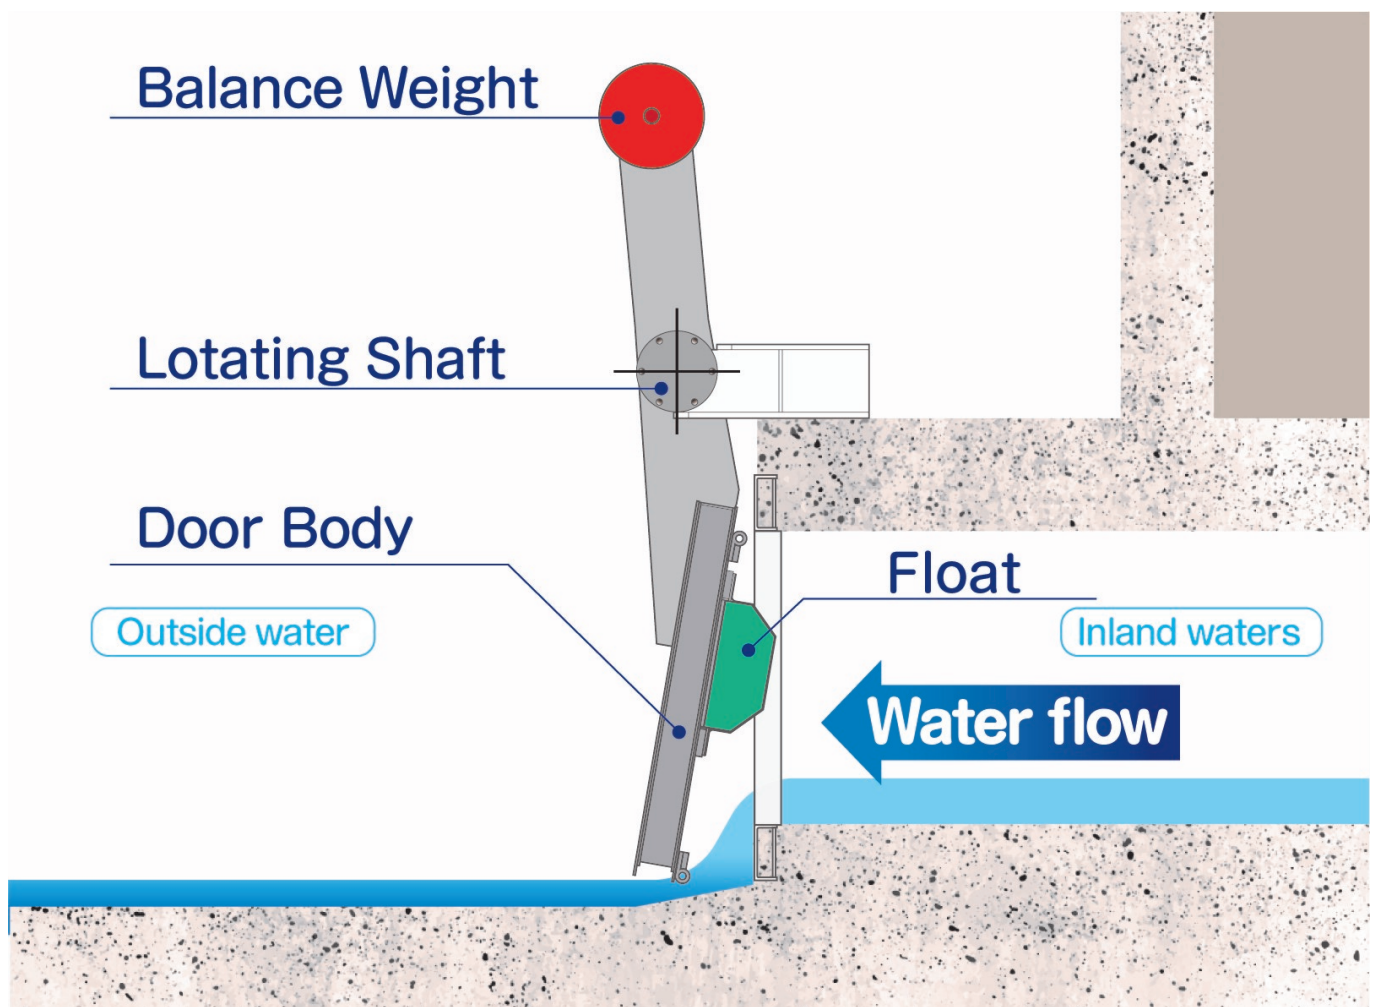 Balance Weight
Lotating Shaft
Door Body
Float
Outside water
Inland waters
Water flow